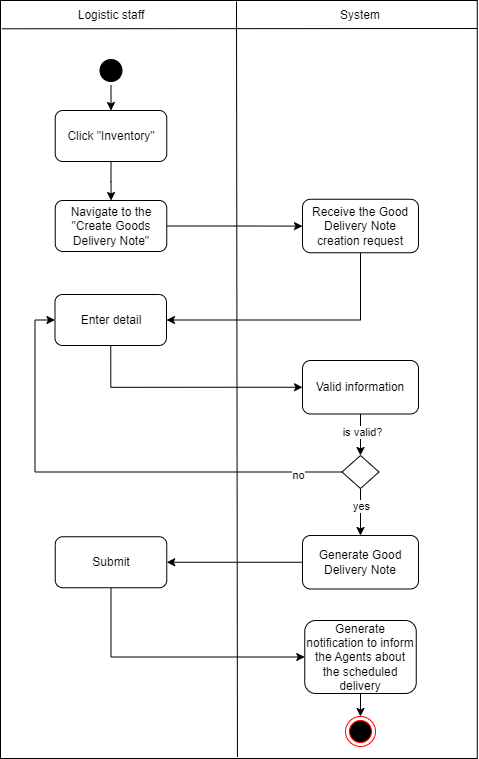 Logistic staff
System
Click "Inventory"
Navigate to the
"Create Goods
Delivery Note"
Receive the Good
Delivery Note
creation request
Enter detail
Valid information
is valid?
no
yes
Generate Good
Delivery Note
Submit
Generate
notification to inform
the Agents about
the scheduled
delivery